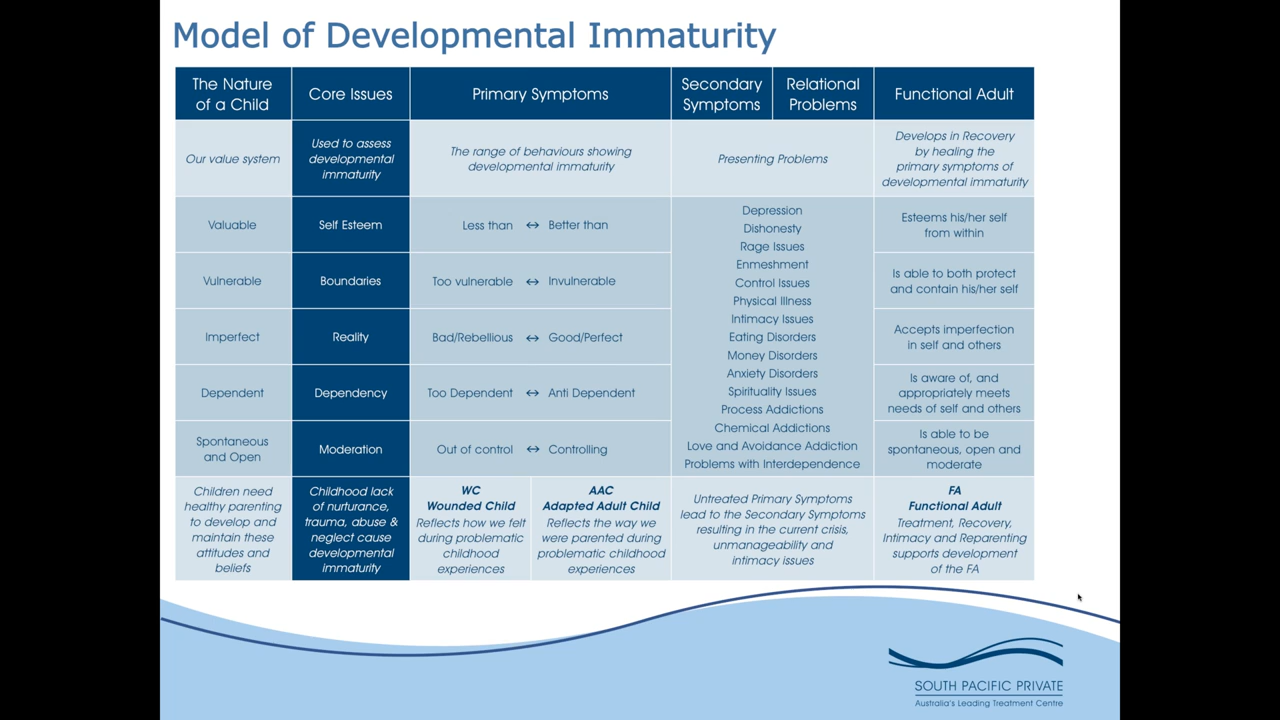 Model of Developmental Immaturity
The Nature
of a Child
Core Issues
Primary Symptoms
Secondary
Symptoms
Relational
Problems
Functional Adult
Our value system
Used to assess
developmental
immaturity
The range of behaviours showing
developmental immaturity
Presenting Problems
Develops in Recovery
by healing the
primary symptoms of
developmental immaturity
Valuable
Self Esteem
Less than ↔ Better than
Esteems his/her self
from within
Vulnerable
Boundaries
Too vulnerable ↔ Invulnerable
Is able to both protect
and contain his/her self
Imperfect
Reality
Bad/Rebellious ↔ Good/Perfect
Accepts imperfection
in self and others
Dependent
Dependency
Too Dependent ↔ Anti Dependent
Is aware of, and
appropriately meets
needs of self and others
Spontaneous
and Open
Moderation
Out of control ↔ Controlling
Is able to be
spontaneous, open and
moderate
Depression
Dishonesty
Rage Issues
Enmeshment
Control Issues
Physical Illness
Intimacy Issues
Eating Disorders
Money Disorders
Anxiety Disorders
Spirituality Issues
Process Addictions
Chemical Addictions
Love and Avoidance Addiction
Problems with Interdependence
Children need
healthy parenting
to develop and
maintain these
attitudes and
beliefs
Childhood lack
of nurturance,
trauma, abuse &
neglect cause
developmental
immaturity
WC
Wounded Child
Reflects how we felt
during problematic
childhood
experiences
AAC
Adapted Adult Child
Reflects the way we
were parented during
problematic childhood
experiences
Untreated Primary Symptoms
lead to the Secondary Symptoms
resulting in the current crisis,
unmanageability and
intimacy issues
FA
Functional Adult
Treatment, Recovery,
Intimacy and Reparenting
supports development
of the FA
SOUTH PACIFIC PRIVATE
Australia's Leading Treatment Centre